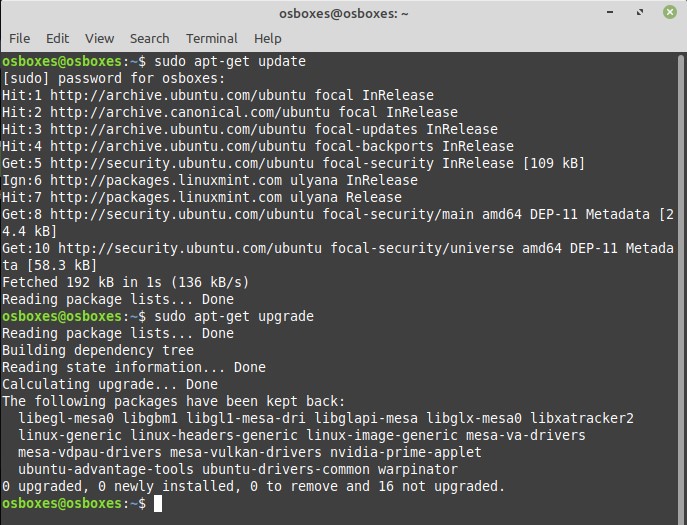 osboxes@osboxes: ~
File Edit View Search Terminal Help
osboxes@osboxes:~$ sudo apt-get update
[sudo] password for osboxes:
Hit:1 http://archive.ubuntu.com/ubuntu focal InRelease
Hit:2 http://archive.canonical.com/ubuntu focal InRelease
Hit:3 http://archive.ubuntu.com/ubuntu focal-updates InRelease
Hit:4 http://archive.ubuntu.com/ubuntu focal-backports InRelease
Get:5 http://security.ubuntu.com/ubuntu focal-security InRelease [109 kB]
Ign:6 http://packages.linuxmint.com ulyana InRelease
Hit:7 http://packages.linuxmint.com ulyana Release
Get:8 http://security.ubuntu.com/ubuntu focal-security/main amd64 DEP-11 Metadata [2
4.4 kB]
Get:10 http://security.ubuntu.com/ubuntu focal-security/universe amd64 DEP-11 Metada
ta [58.3 kB]
Fetched 192 kB in 1s (136 kB/s)
Reading package lists... Done
osboxes@osboxes:~$ sudo apt-get upgrade
Reading package lists... Done
Building dependency tree
Reading state information... Done
Calculating upgrade... Done
The following packages have been kept back:
  libegl-mesa0 libgbm1 libgl1-mesa-dri libglapi-mesa libglx-mesa0 libxatracker2
  linux-generic linux-headers-generic linux-image-generic mesa-va-drivers
  mesa-vdpau-drivers mesa-vulkan-drivers nvidia-prime-applet
  ubuntu-advantage-tools ubuntu-drivers-common warpinator
0 upgraded, 0 newly installed, 0 to remove and 16 not upgraded.
osboxes@osboxes:~$